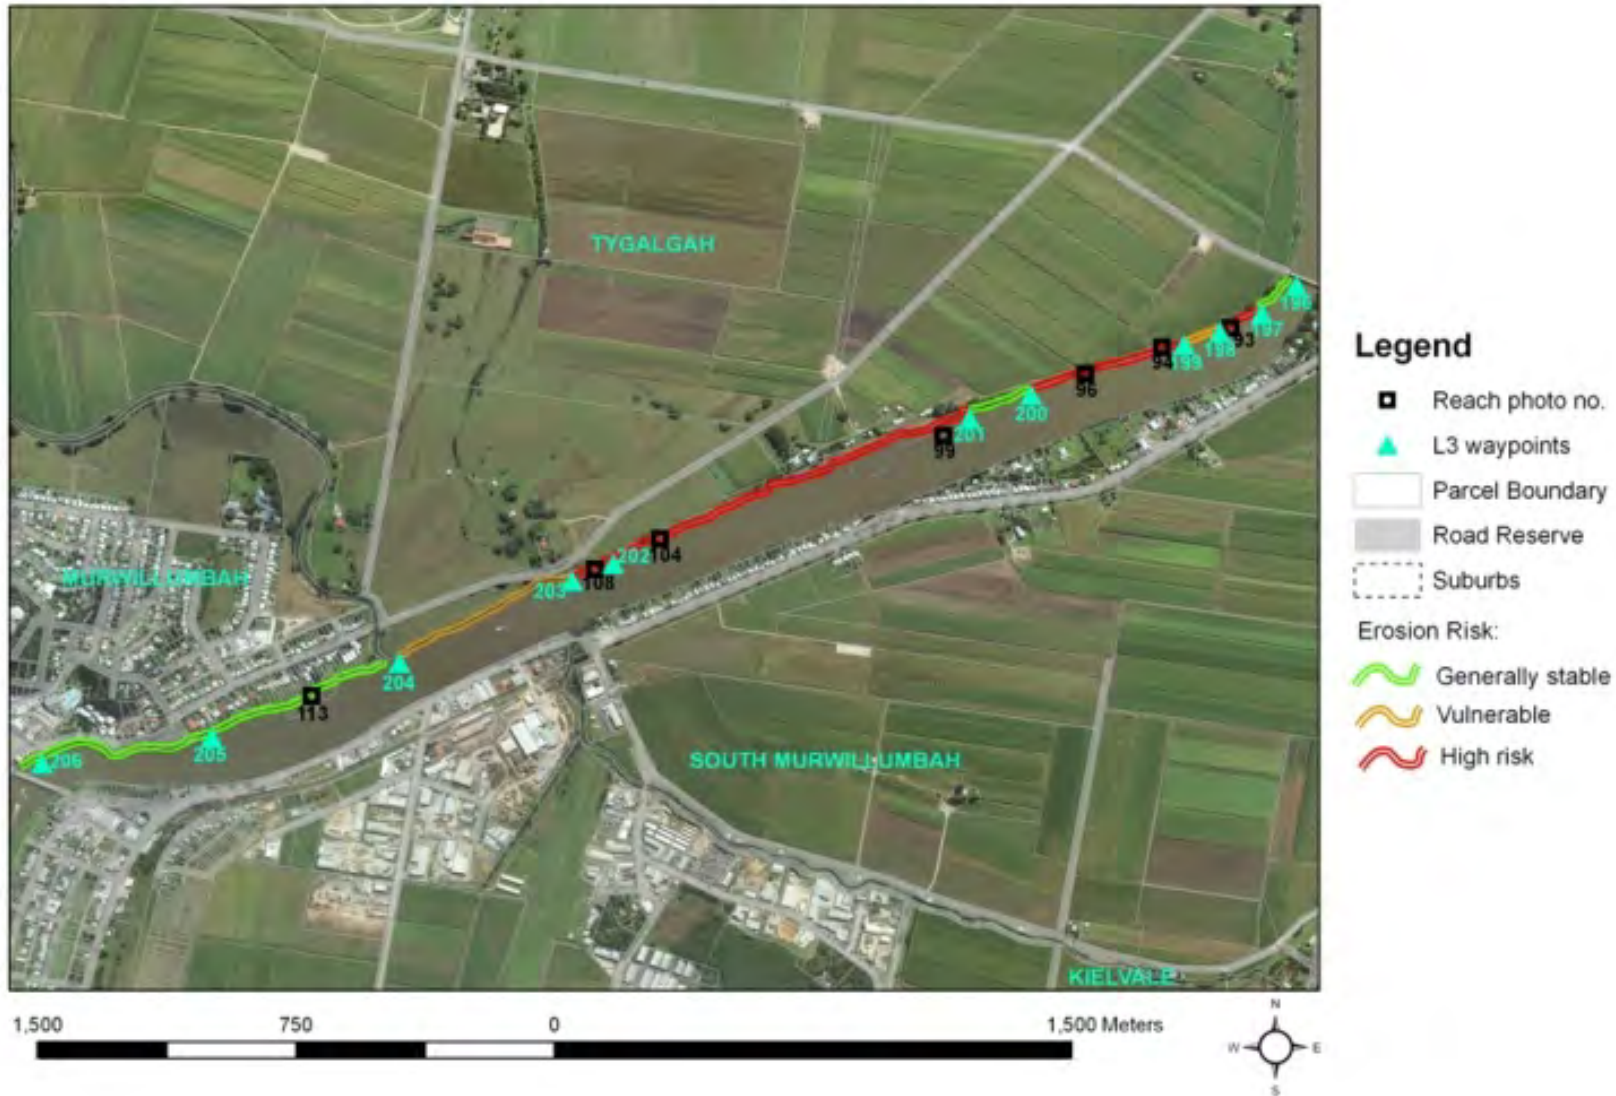 TYGALGAH
196
197
93
198
199
94
96
200
201
99
104
202
108
203
MURWILLUMBAH
204
113
205
206
SOUTH MURWILLUMBAH
KIELVALE
Legend
Reach photo no.
L3 waypoints
Parcel Boundary
Road Reserve
Suburbs
Erosion Risk:
Generally stable
Vulnerable
High risk
1,500 750 0 1,500 Meters
N
W E
S